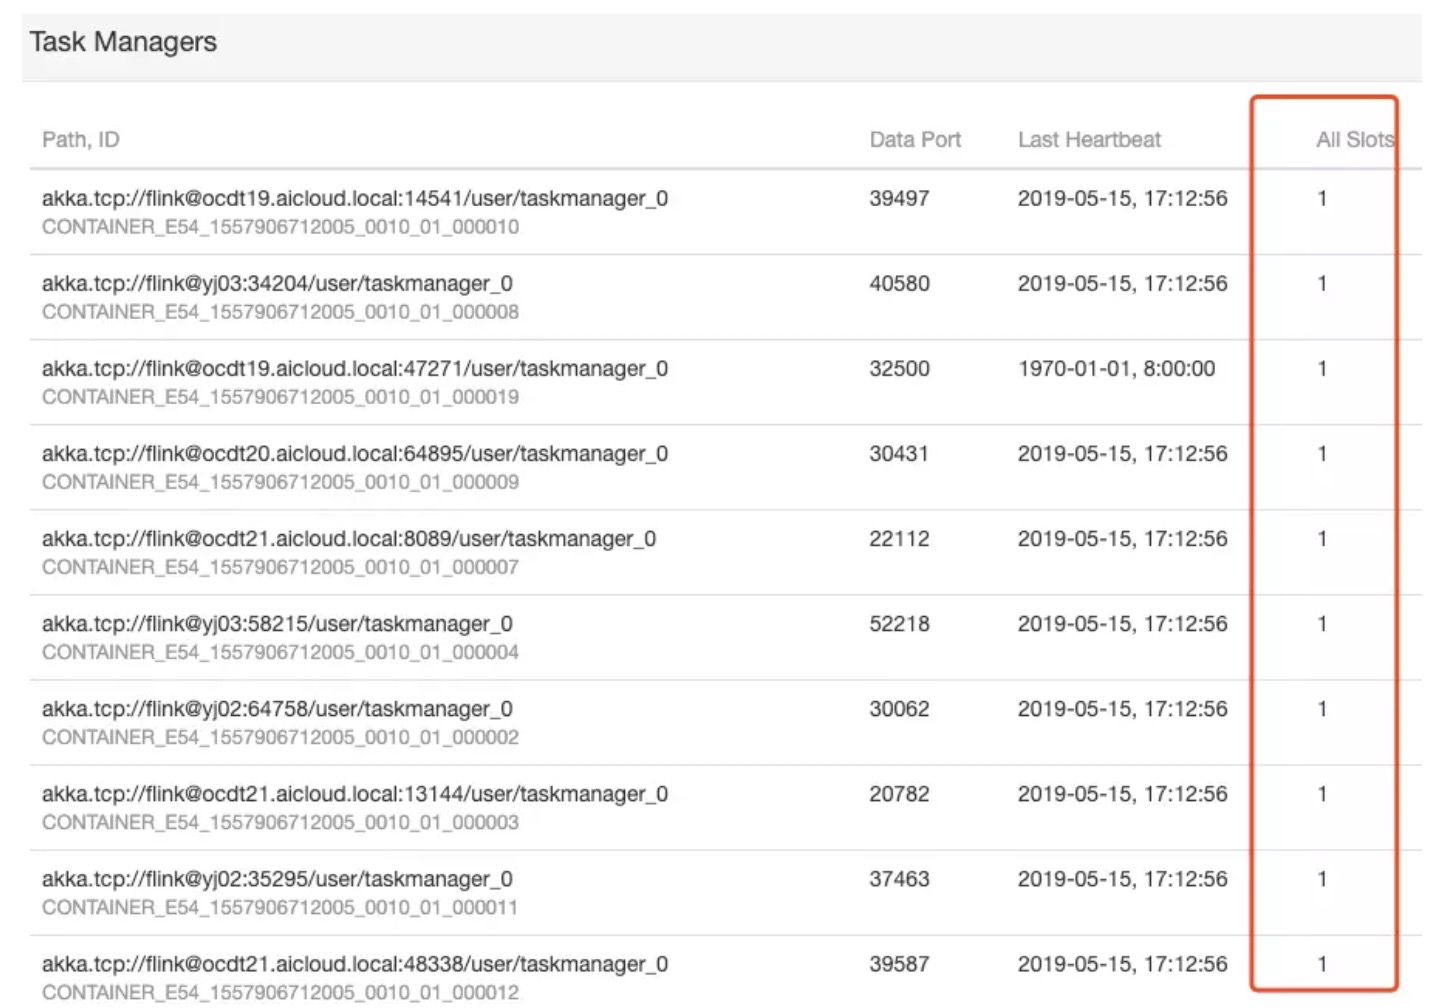 Task Managers
Path, ID Data Port Last Heartbeat All Slots
akka.tcp://flink@ocdt19.aicloud.local:14541/user/taskmanager_0 39497 2019-05-15, 17:12:56 1
CONTAINER_E54_1557906712005_0010_01_000010
akka.tcp://flink@yj03:34204/user/taskmanager_0 40580 2019-05-15, 17:12:56 1
CONTAINER_E54_1557906712005_0010_01_000008
akka.tcp://flink@ocdt19.aicloud.local:47271/user/taskmanager_0 32500 1970-01-01, 8:00:00 1
CONTAINER_E54_1557906712005_0010_01_000019
akka.tcp://flink@ocdt20.aicloud.local:64895/user/taskmanager_0 30431 2019-05-15, 17:12:56 1
CONTAINER_E54_1557906712005_0010_01_000009
akka.tcp://flink@ocdt21.aicloud.local:8089/user/taskmanager_0 22112 2019-05-15, 17:12:56 1
CONTAINER_E54_1557906712005_0010_01_000007
akka.tcp://flink@yj03:58215/user/taskmanager_0 52218 2019-05-15, 17:12:56 1
CONTAINER_E54_1557906712005_0010_01_000004
akka.tcp://flink@yj02:64758/user/taskmanager_0 30062 2019-05-15, 17:12:56 1
CONTAINER_E54_1557906712005_0010_01_000002
akka.tcp://flink@ocdt21.aicloud.local:13144/user/taskmanager_0 20782 2019-05-15, 17:12:56 1
CONTAINER_E54_1557906712005_0010_01_000003
akka.tcp://flink@yj02:35295/user/taskmanager_0 37463 2019-05-15, 17:12:56 1
CONTAINER_E54_1557906712005_0010_01_000011
akka.tcp://flink@ocdt21.aicloud.local:48338/user/taskmanager_0 39587 2019-05-15, 17:12:56 1
CONTAINER_E54_1557906712005_0010_01_000012